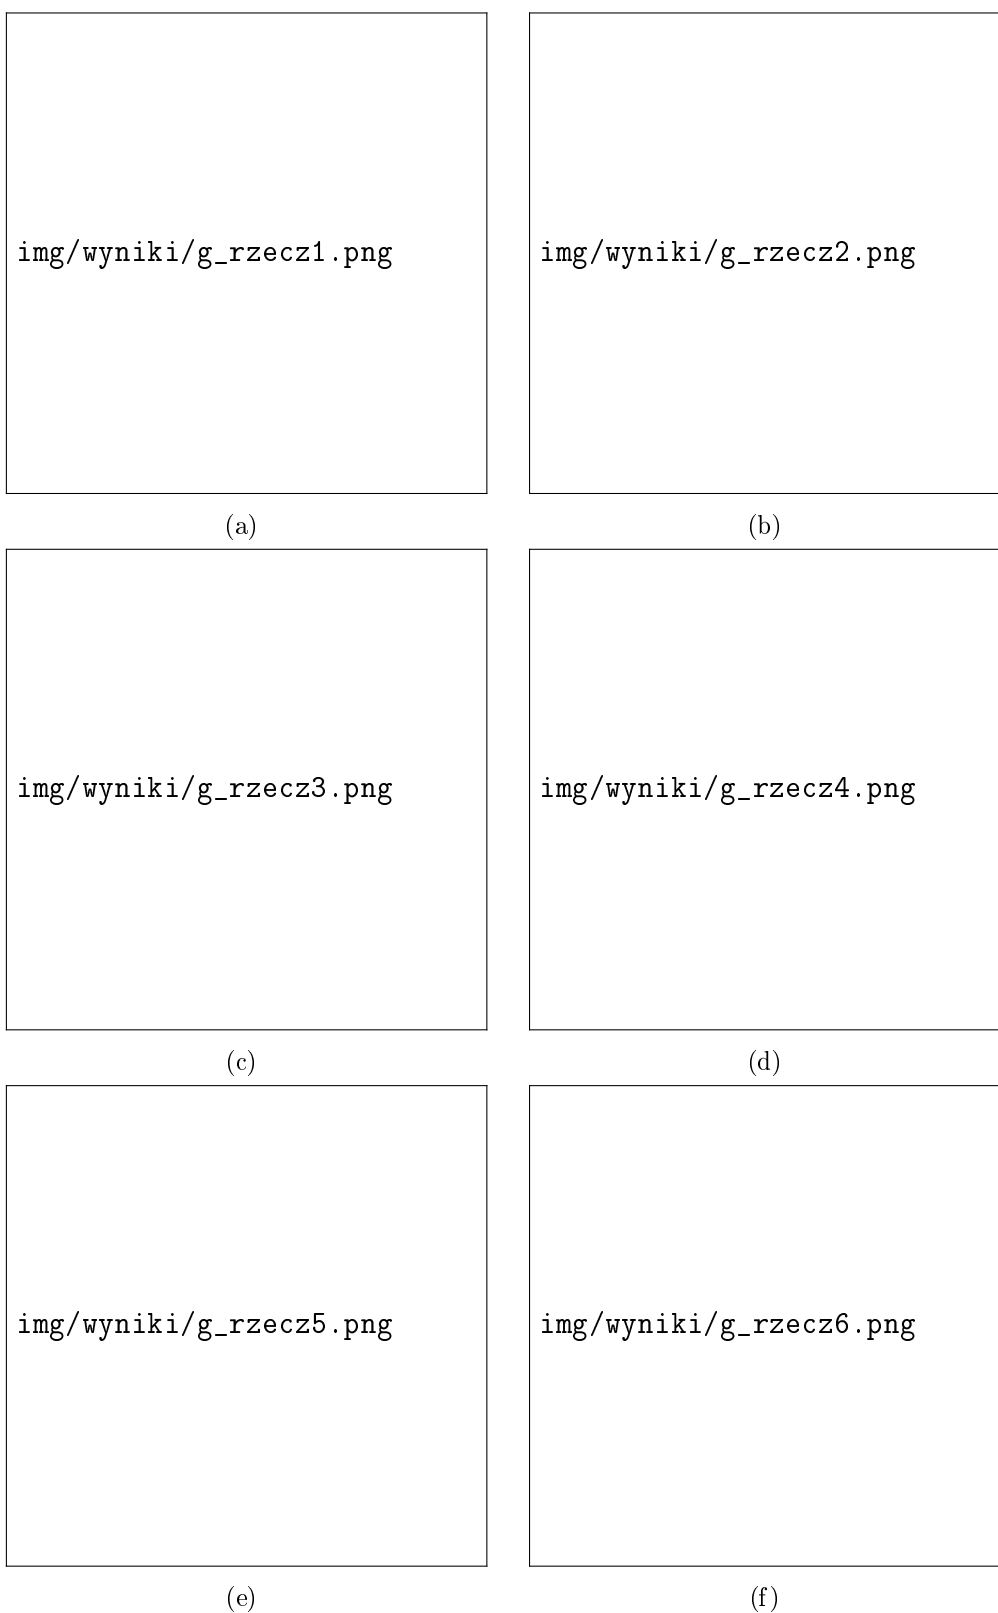 img/wyniki/g_rzecz1.png
img/wyniki/g_rzecz2.png
(a)
(b)
img/wyniki/g_rzecz3.png
img/wyniki/g_rzecz4.png
(c)
(d)
img/wyniki/g_rzecz5.png
img/wyniki/g_rzecz6.png
(e)
(f)